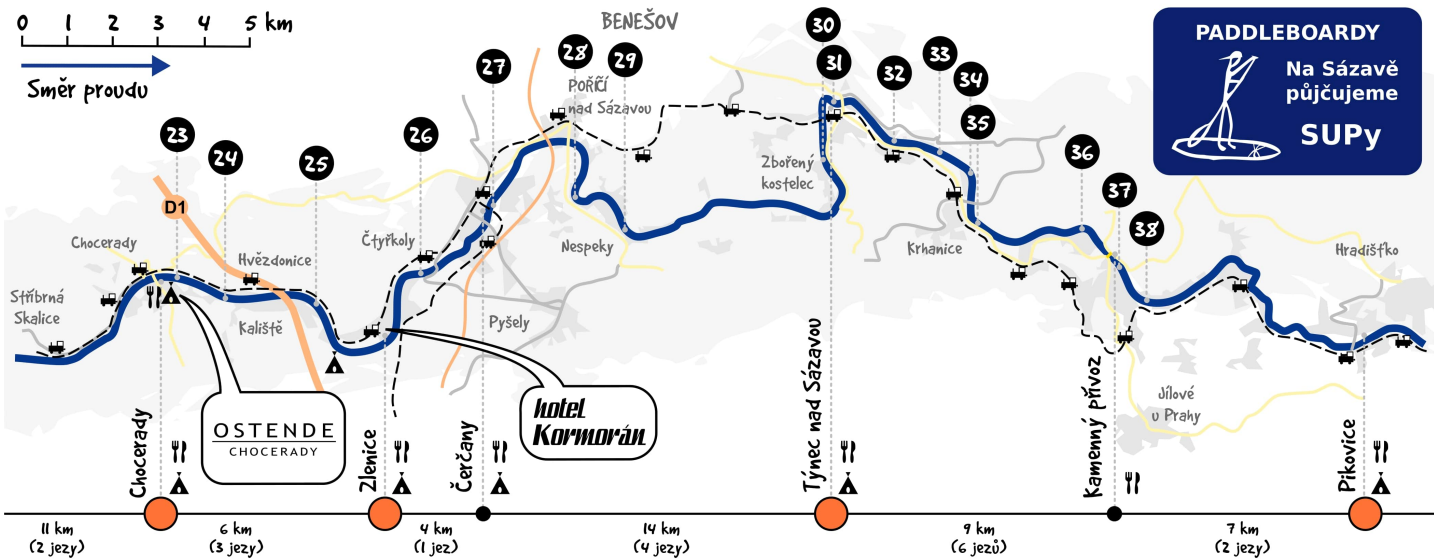 0 1 2 3 4 5 km
Směr proudu
BENEŠOV
PADDLEBOARDY
Na Sázavě
půjčujeme
SUPy
23
24
25
26
27
28
29
30
31
32
33
34
35
36
37
38
D1
POŘÍČÍ
nad Sázavou
Zbořený
kostelec
Chocerady
Hvězdonice
Čtyřkoly
Nespeky
Krhanice
Hradišťko
Stříbrná
Skalice
Kaliště
Pyšely
Jílové
u Prahy
OSTENDE
CHOCERADY
hotel
Kormorán
Chocerady
Zlenice
Čerčany
Týnec nad Sázavou
Kamenný přívoz
Pikovice
11 km
(2 jezy)
6 km
(3 jezy)
4 km
(1 jez)
14 km
(4 jezy)
9 km
(6 jezů)
7 km
(2 jezy)